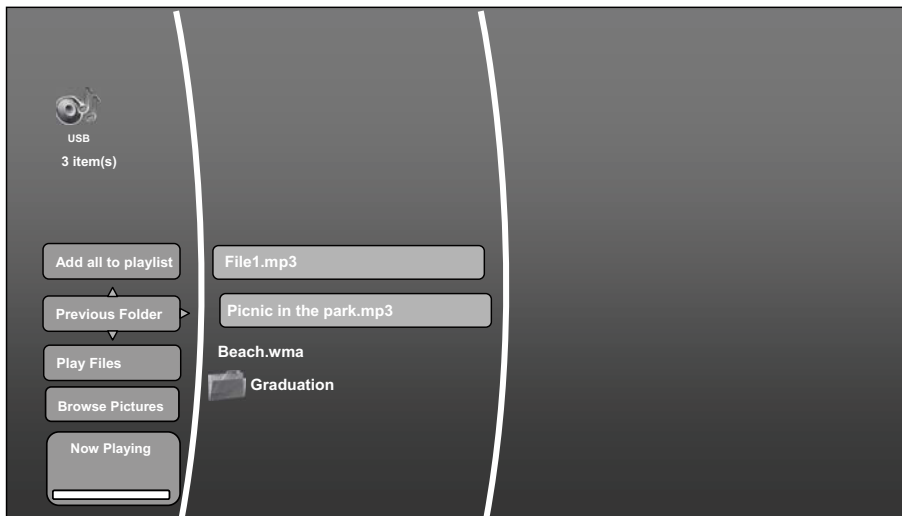 USB
3 item(s)
Add all to playlist
Previous Folder
Play Files
Browse Pictures
Now Playing
File1.mp3
Picnic in the park.mp3
Beach.wma
Graduation